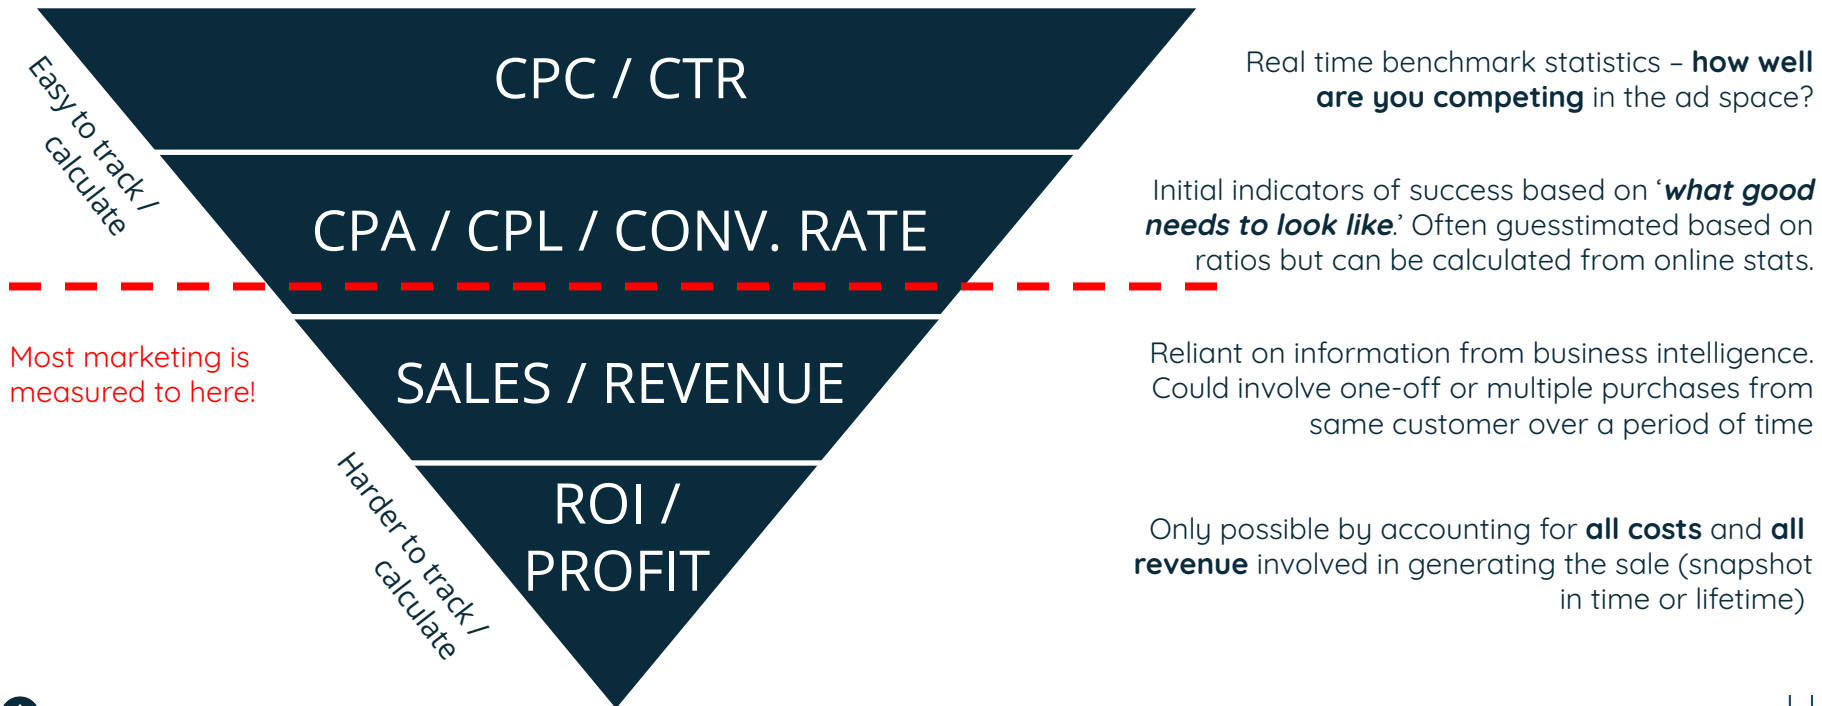 CPC / CTR
Easy to track /
calculate
Real time benchmark statistics – how well
are you competing in the ad space?
CPA / CPL / CONV. RATE
Initial indicators of success based on ‘what good
needs to look like.’ Often guesstimated based on
ratios but can be calculated from online stats.
Most marketing is
measured to here!
SALES / REVENUE
Reliant on information from business intelligence.
Could involve one-off or multiple purchases from
same customer over a period of time
Harder to track /
calculate
ROI /
PROFIT
Only possible by accounting for all costs and all
revenue involved in generating the sale (snapshot
in time or lifetime)